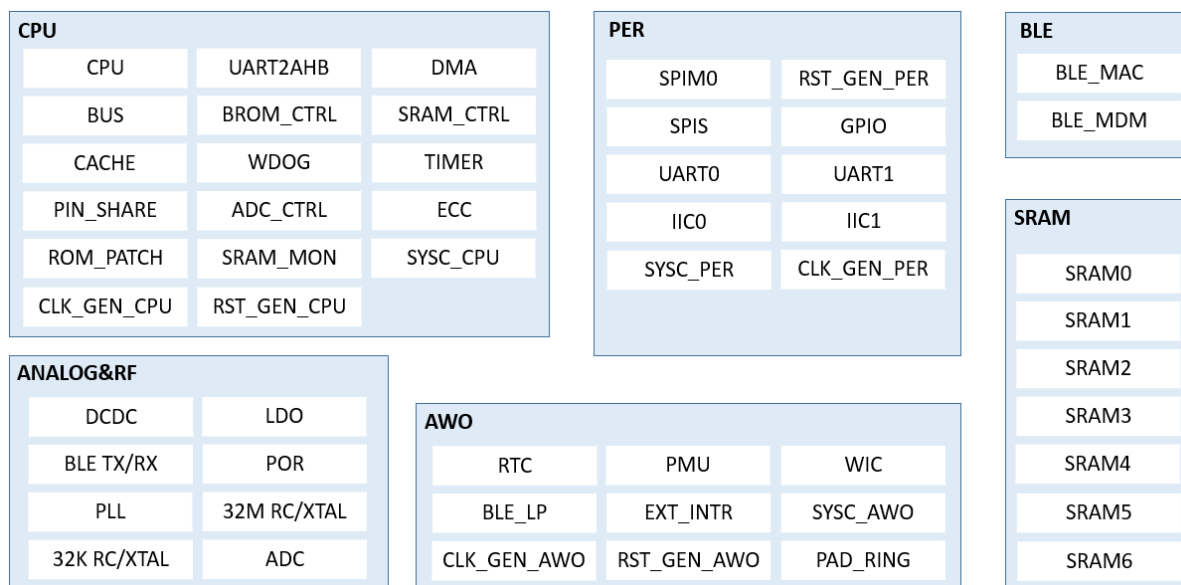 CPU
CPU UART2AHB DMA
BUS BROM_CTRL SRAM_CTRL
CACHE WDOG TIMER
PIN_SHARE ADC_CTRL ECC
ROM_PATCH SRAM_MON SYSC_CPU
CLK_GEN_CPU RST_GEN_CPU
PER
SPIM0 RST_GEN_PER
SPIS GPIO
UART0 UART1
IIC0 IIC1
SYSC_PER CLK_GEN_PER
BLE
BLE_MAC
BLE_MDM
SRAM
SRAM0
SRAM1
SRAM2
SRAM3
SRAM4
SRAM5
SRAM6
ANALOG&RF
DCDC LDO
BLE TX/RX POR
PLL 32M RC/XTAL
32K RC/XTAL ADC
AWO
RTC PMU WIC
BLE_LP EXT_INTR SYSC_AWO
CLK_GEN_AWO RST_GEN_AWO PAD_RING